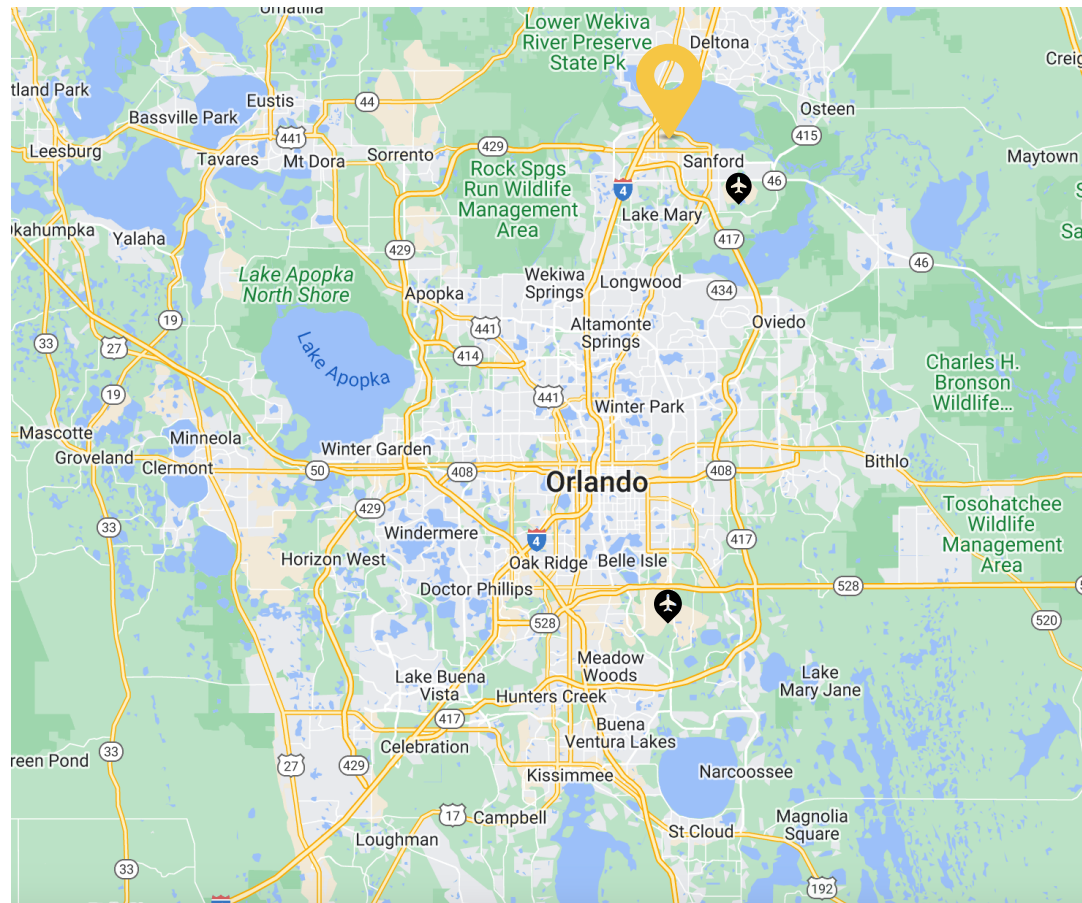 Umatilla
Lower Wekiva
River Preserve
State Pk
Deltona
Creig
tland Park
Eustis
44
Osteen
Bassville Park
441
415
Leesburg
Tavares
Mt Dora
Sorrento
429
Sanford
Maytown
Rock Spgs
Run Wildlife
Management
Area
4
46
S
Sa
Lake Mary
Okahumpka
Yalaha
429
417
46
Lake Apopka
North Shore
Wekiwa
Springs
Longwood
434
Apopka
19
441
Altamonte
Springs
Oviedo
33
27
414
Lake Apopka
Charles H.
Bronson
Wildlife...
19
441
Winter Park
Mascotte
Minneola
Winter Garden
Groveland
Clermont
50
408
Orlando
408
Bithlo
429
Tosohatchee
Wildlife
Management
Area
33
Windermere
4
417
Horizon West
Oak Ridge
Belle Isle
Doctor Phillips
528
528
520
Meadow
Woods
Lake Buena
Vista
Lake
Mary Jane
Hunters Creek
417
Buena
Ventura Lakes
Celebration
33
reen Pond
27
429
Kissimmee
Narcoossee
17
Campbell
Magnolia
Square
Loughman
St Cloud
33
192